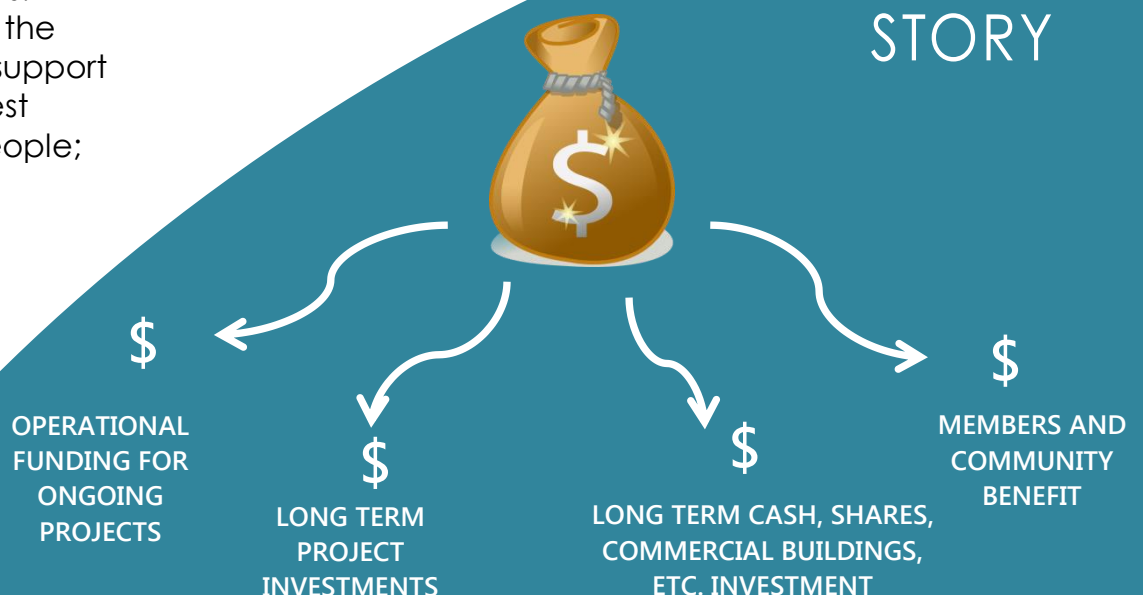 the
support
ople;
STORY
$
$
OPERATIONAL
FUNDING FOR
ONGOING
PROJECTS
$
LONG TERM
PROJECT
INVESTMENTS
$
LONG TERM CASH, SHARES,
COMMERCIAL BUILDINGS,
ETC. INVESTMENT
$
MEMBERS AND
COMMUNITY
BENEFIT